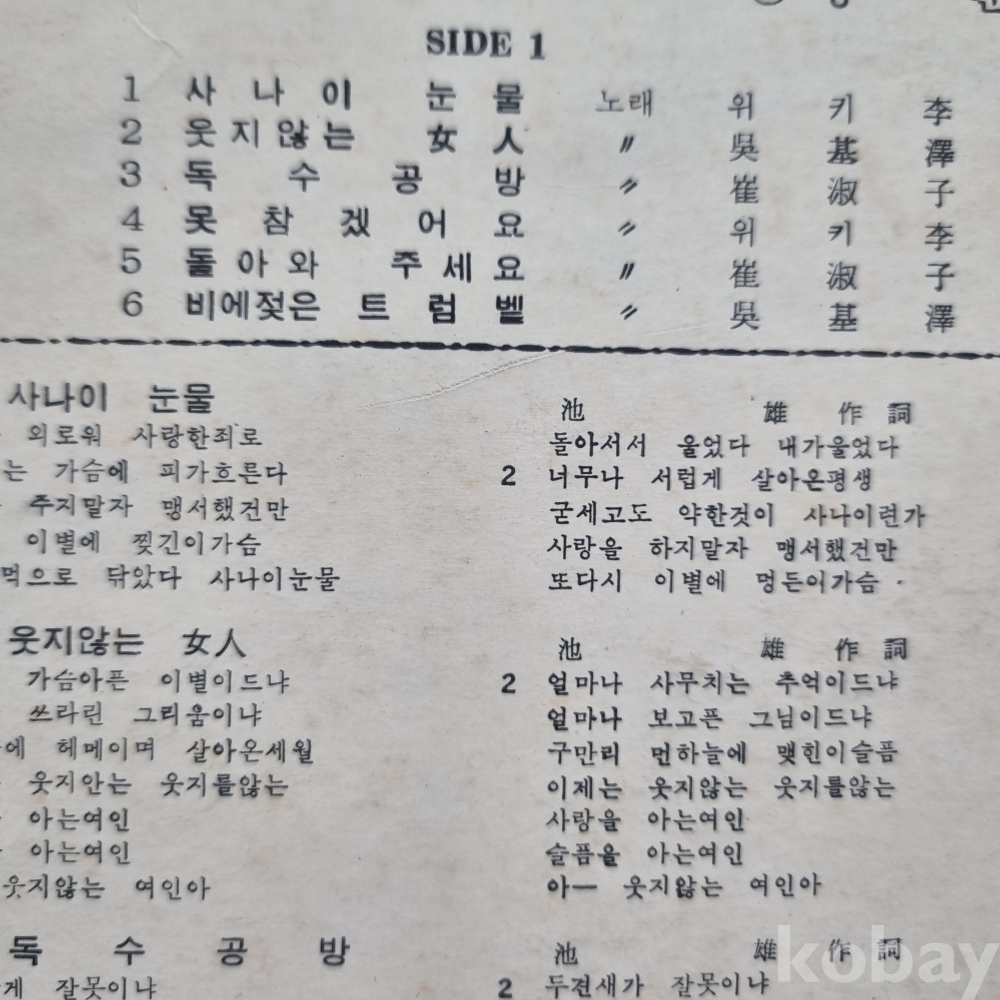 SIDE 1
1 사나이 눈물 노래 위키李
2 웃지않는 女人 〃 吳基澤
3 독수공방 〃 崔淑子
4 못참겠어요 〃 위키李
5 돌아와 주세요 〃 崔淑子
6 비에젖은 트럼벨 〃 吳基澤
사나이 눈물
외로워 사랑한죄로
는 가슴에 피가흐른다
주지말자 맹서했건만
이별에 찢긴이가슴
먹으로 닦았다 사나이눈물
池雄 作詞
돌아서서 울었다 내가울었다
2 너무나 서럽게 살아온평생
굳세고도 약한것이 사나이련가
사랑을 하지말자 맹서했건만
또다시 이별에 멍든이가슴
웃지않는 女人
가슴아픈 이별이드냐
쓰라린 그리움이냐
에 헤메이며 살아온세월
웃지안는 웃지를않는
아는여인
아는여인
웃지않는 여인아
池雄 作詞
2 얼마나 사무치는 추억이드냐
얼마나 보고픈 그님이드냐
구만리 먼하늘에 맺힌이슬픔
이제는 웃지않는 웃지를않는
사랑을 아는여인
슬픔을 아는여인
아― 웃지않는 여인아
독수공방
게 잘못이냐
池雄 作詞
2 두견새가 잘못이냐
kobay